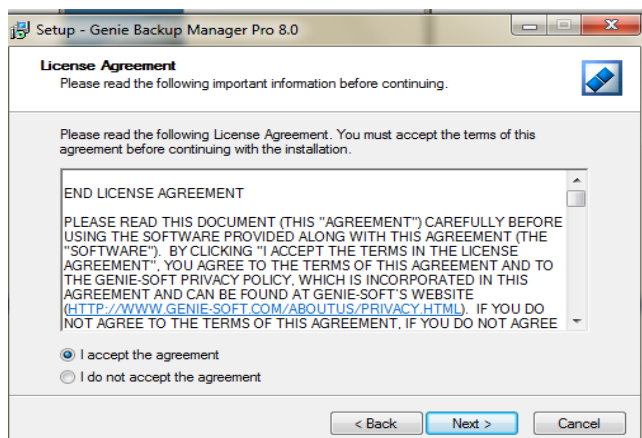 Setup - Genie Backup Manager Pro 8.0
License Agreement
Please read the following important information before continuing.
Please read the following License Agreement. You must accept the terms of this
agreement before continuing with the installation.
END LICENSE AGREEMENT
PLEASE READ THIS DOCUMENT (THIS "AGREEMENT") CAREFULLY BEFORE
USING THE SOFTWARE PROVIDED ALONG WITH THIS AGREEMENT (THE
"SOFTWARE").  BY CLICKING "I ACCEPT THE TERMS IN THE LICENSE
AGREEMENT", YOU AGREE TO THE TERMS OF THIS AGREEMENT AND TO
THE GENIE-SOFT PRIVACY POLICY, WHICH IS INCORPORATED IN THIS
AGREEMENT AND CAN BE FOUND AT GENIE-SOFT'S WEBSITE
(HTTP://WWW.GENIE-SOFT.COM/ABOUTUS/PRIVACY.HTML).  IF YOU DO
NOT AGREE TO THE TERMS OF THIS AGREEMENT, IF YOU DO NOT AGREE
I accept the agreement
I do not accept the agreement
< Back
Next >
Cancel